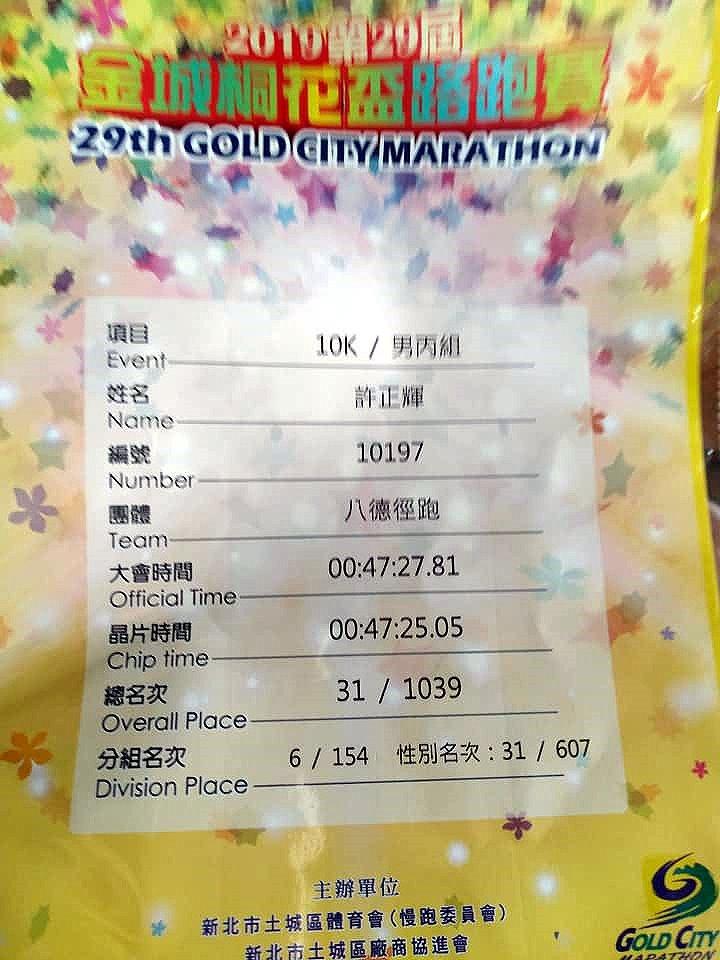 2019第29屆
金城桐花盃路跑賽
29th GOLD CITY MARATHON
項目 10K / 男丙組
Event
姓名 許正輝
Name
編號 10197
Number
團體 八德徑跑
Team
大會時間 00:47:27.81
Official Time
晶片時間 00:47:25.05
Chip time
總名次 31 / 1039
Overall Place
分組名次 6 / 154 性別名次：31 / 607
Division Place
主辦單位
新北市土城區體育會(慢跑委員會)
新北市土城區廠商協進會
GOLD CITY
MARATHON